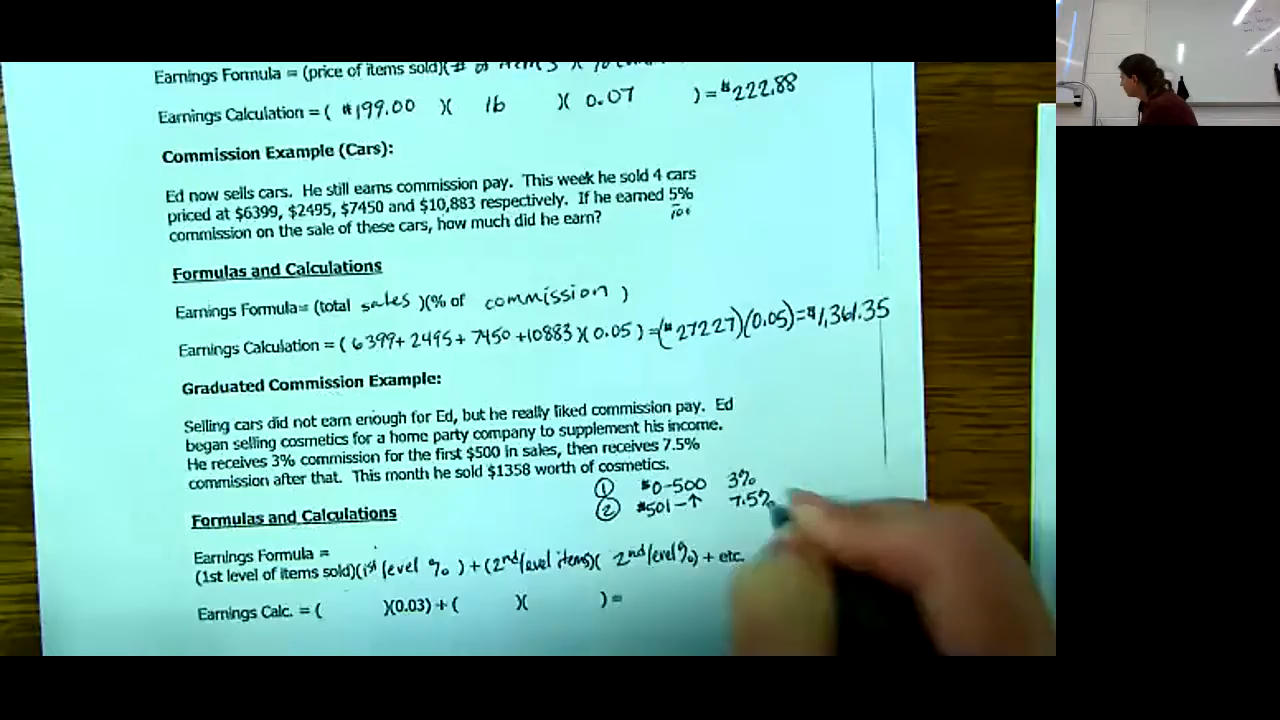 Earnings Formula = (price of items sold)(# of items)(
Earnings Calculation = ( $199.00 )( 16 )( 0.07 ) = $222.88
Commission Example (Cars):
Ed now sells cars. He still earns commission pay. This week he sold 4 cars
priced at $6399, $2495, $7450 and $10,883 respectively. If he earned 5%
100
commission on the sale of these cars, how much did he earn?
Formulas and Calculations
Earnings Formula= (total sales )(% of commission )
Earnings Calculation = ( 6399+ 2495+ 7450 +10883)( 0.05 ) =($27227)(0.05)=$1,361.35
Graduated Commission Example:
Selling cars did not earn enough for Ed, but he really liked commission pay. Ed
began selling cosmetics for a home party company to supplement his income.
He receives 3% commission for the first $500 in sales, then receives 7.5%
commission after that. This month he sold $1358 worth of cosmetics.
① $0-500 3%
② $501-↑ 7.5%
Formulas and Calculations
Earnings Formula =
(1st level of items sold)(1st level % ) + (2nd level items)( 2nd level %) + etc.
Earnings Calc. = ( )(0.03) + ( )( ) =